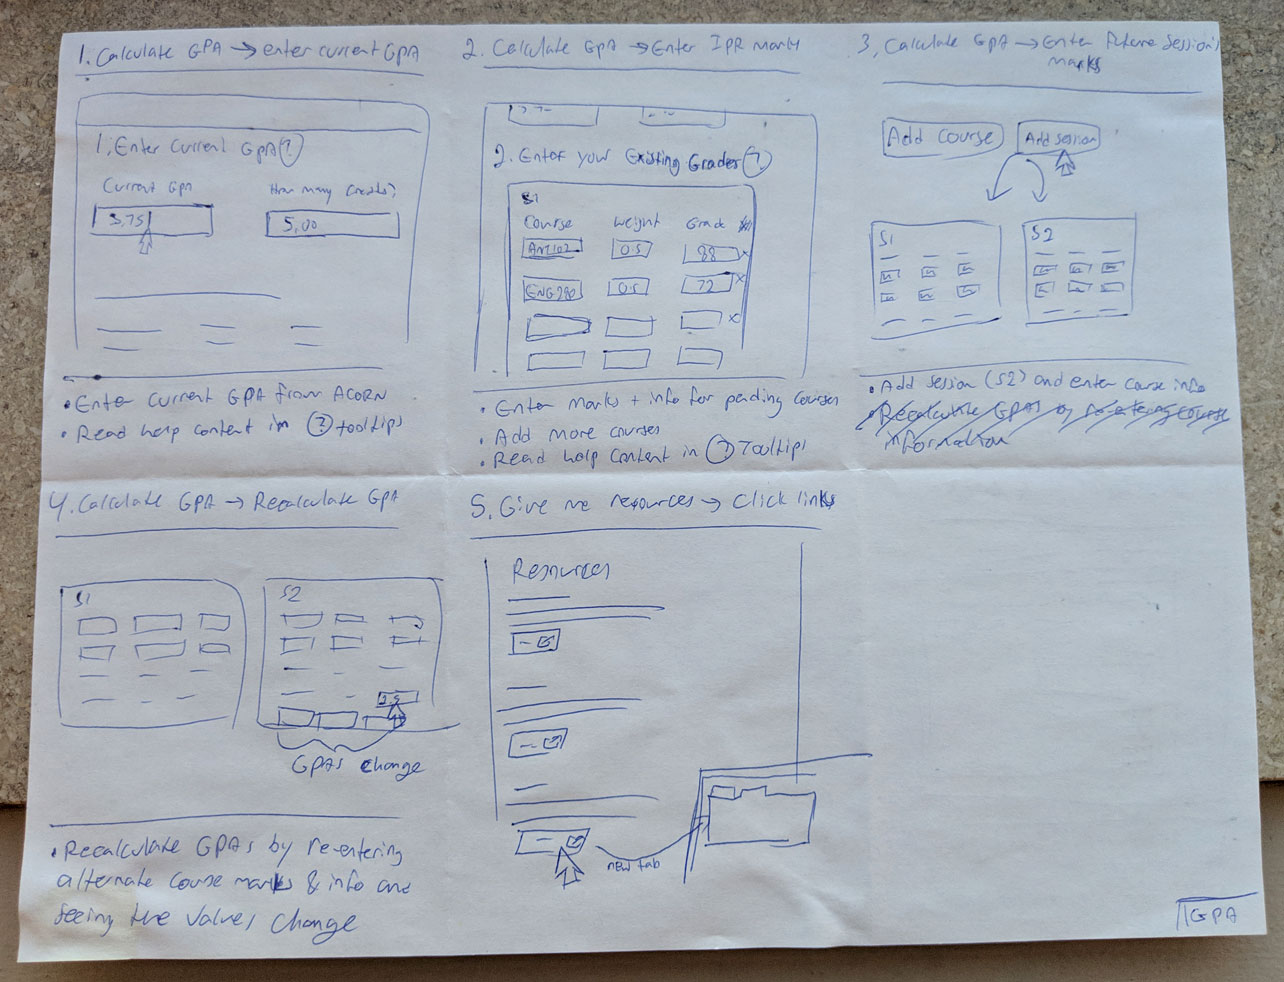 1. Calculate GPA → enter current GPA
1. Enter Current GPA ?
Current GPA
How many Credits?
3.75
5.00
• Enter current GPA from ACORN
• Read help content in ? tooltips
2. Calculate GPA → Enter IPR marks
2. Enter your Existing Grades ?
S1
Course Weight Grade
ANT102 0.5 88 x
ENG280 0.5 72 x
x
• Enter marks + info for pending courses
• Add more courses
• Read help content in ? Tooltips
3. Calculate GPA → Enter Future Session's
marks
Add Course
Add session
S1
S2
• Add session (S2) and enter course info
• Recalculate GPAs by re-entering course
information
4. Calculate GPA → Recalculate GPA
S1
S2
GPAs change
• Recalculate GPAs by re-entering
alternate course marks & info and
seeing the values change
5. Give me resources → Click links
Resources
new tab
GPA